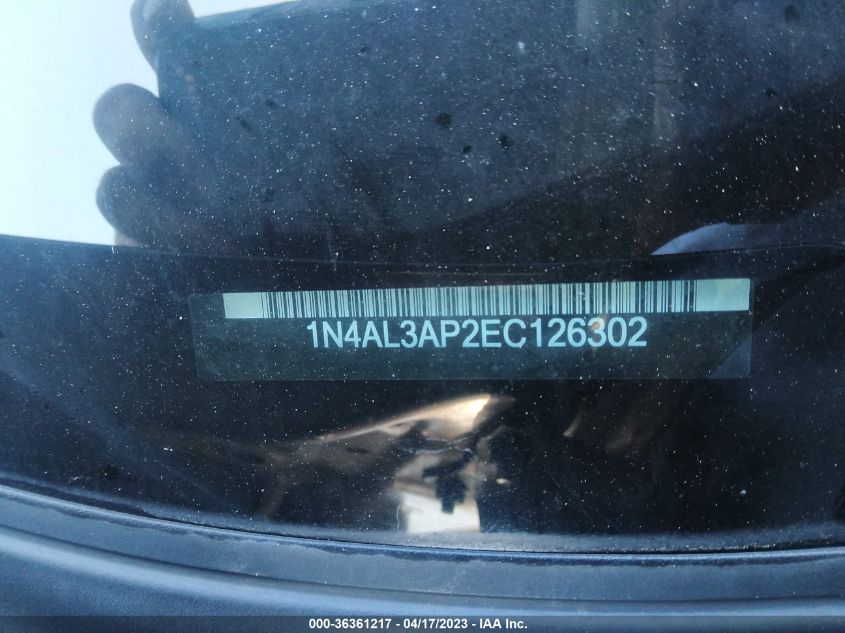 1N4AL3AP2EC126302
000-36361217 - 04/17/2023 - IAA Inc.